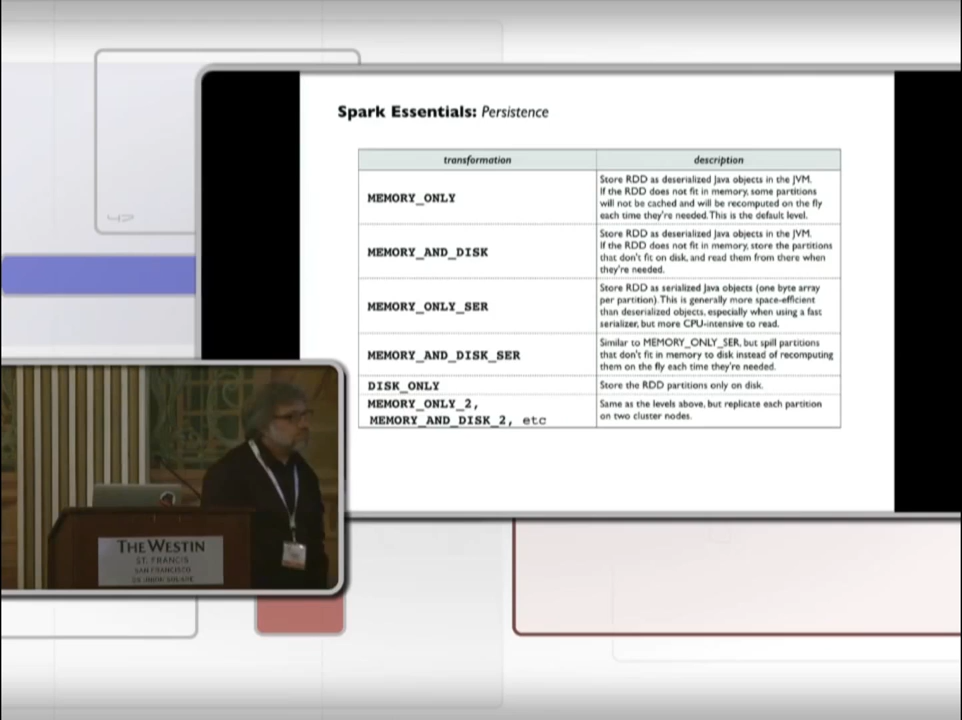 Spark Essentials: Persistence
transformation
description
MEMORY_ONLY
Store RDD as deserialized Java objects in the JVM.
If the RDD does not fit in memory, some partitions
will not be cached and will be recomputed on the fly
each time they're needed. This is the default level.
MEMORY_AND_DISK
Store RDD as deserialized Java objects in the JVM.
If the RDD does not fit in memory, store the partitions
that don't fit on disk, and read them from there when
they're needed.
MEMORY_ONLY_SER
Store RDD as serialized Java objects (one byte array
per partition). This is generally more space-efficient
than deserialized objects, especially when using a fast
serializer, but more CPU-intensive to read.
MEMORY_AND_DISK_SER
Similar to MEMORY_ONLY_SER, but spill partitions
that don't fit in memory to disk instead of recomputing
them on the fly each time they're needed.
DISK_ONLY
Store the RDD partitions only on disk.
MEMORY_ONLY_2,
MEMORY_AND_DISK_2, etc
Same as the levels above, but replicate each partition
on two cluster nodes.
THE WESTIN
ST. FRANCIS
SAN FRANCISCO